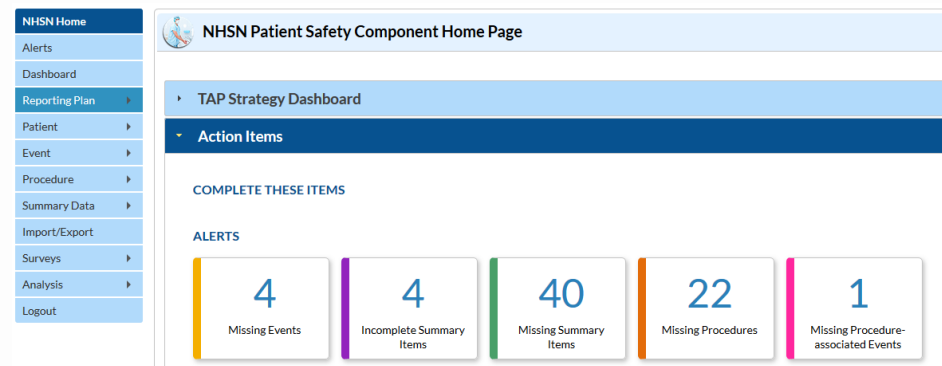 NHSN Home
Alerts
Dashboard
Reporting Plan
Patient
Event
Procedure
Summary Data
Import/Export
Surveys
Analysis
Logout
NHSN Patient Safety Component Home Page
TAP Strategy Dashboard
Action Items
COMPLETE THESE ITEMS
ALERTS
4
Missing Events
4
Incomplete Summary
Items
40
Missing Summary
Items
22
Missing Procedures
1
Missing Procedure-
associated Events